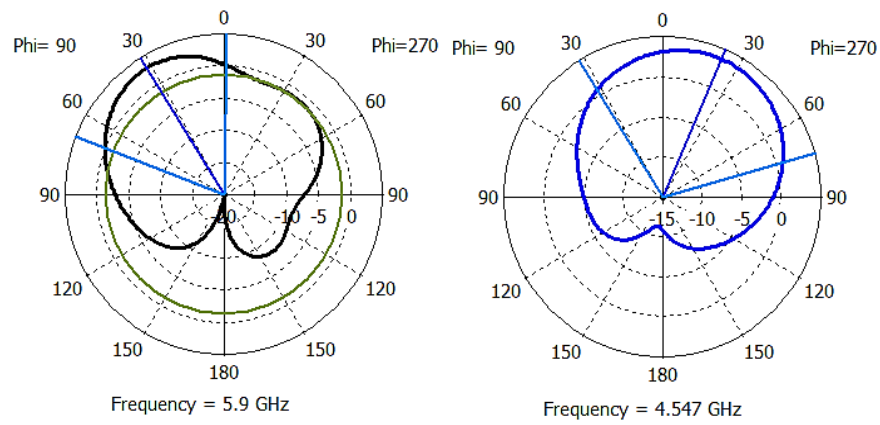 0
Phi= 90 30 30 Phi=270
60 60
90 -20 -10 -5 0 90
120 120
150 150
180
Frequency = 5.9 GHz
0
Phi= 90 30 30 Phi=270
60 60
90 -15 -10 -5 0 90
120 120
150 150
180
Frequency = 4.547 GHz